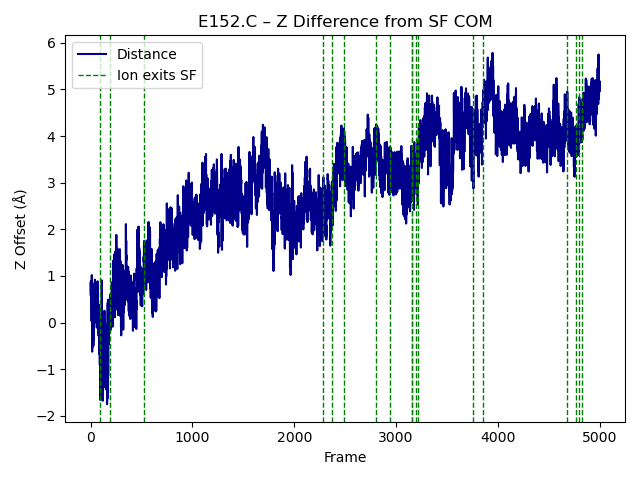 E152.C – Z Difference from SF COM
Distance
Ion exits SF
Z Offset (Å)
6
5
4
3
2
1
0
−1
−2
0 1000 2000 3000 4000 5000
Frame